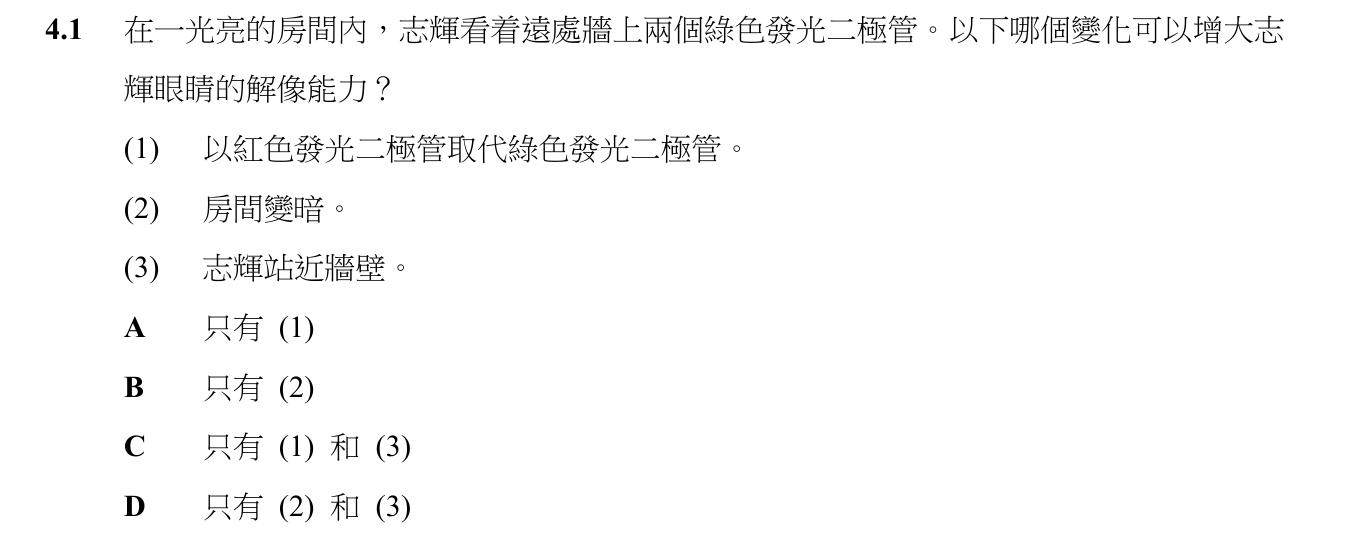 4.1 在一光亮的房間內，志輝看着遠處牆上兩個綠色發光二極管。以下哪個變化可以增大志
輝眼睛的解像能力？
(1) 以紅色發光二極管取代綠色發光二極管。
(2) 房間變暗。
(3) 志輝站近牆壁。
A 只有 (1)
B 只有 (2)
C 只有 (1) 和 (3)
D 只有 (2) 和 (3)